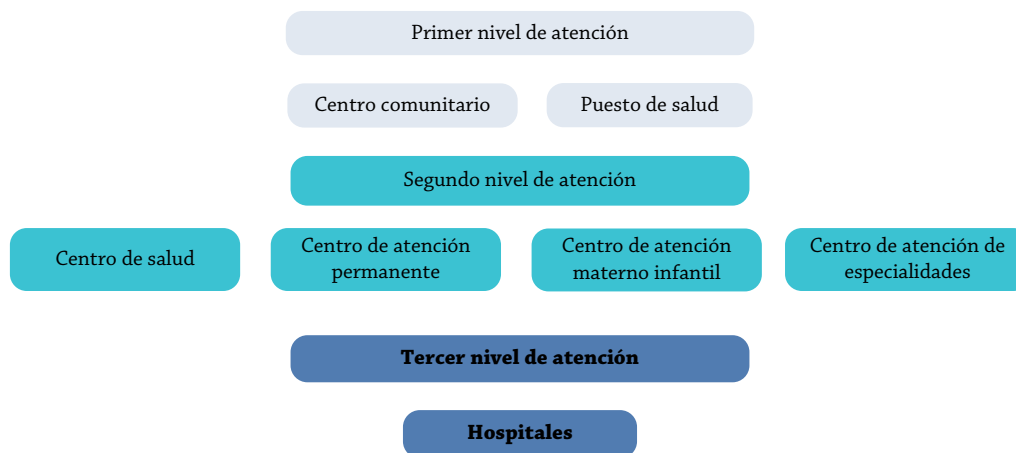 Primer nivel de atención
Centro comunitario
Puesto de salud
Segundo nivel de atención
Centro de salud
Centro de atención
permanente
Centro de atención
materno infantil
Centro de atención de
especialidades
Tercer nivel de atención
Hospitales